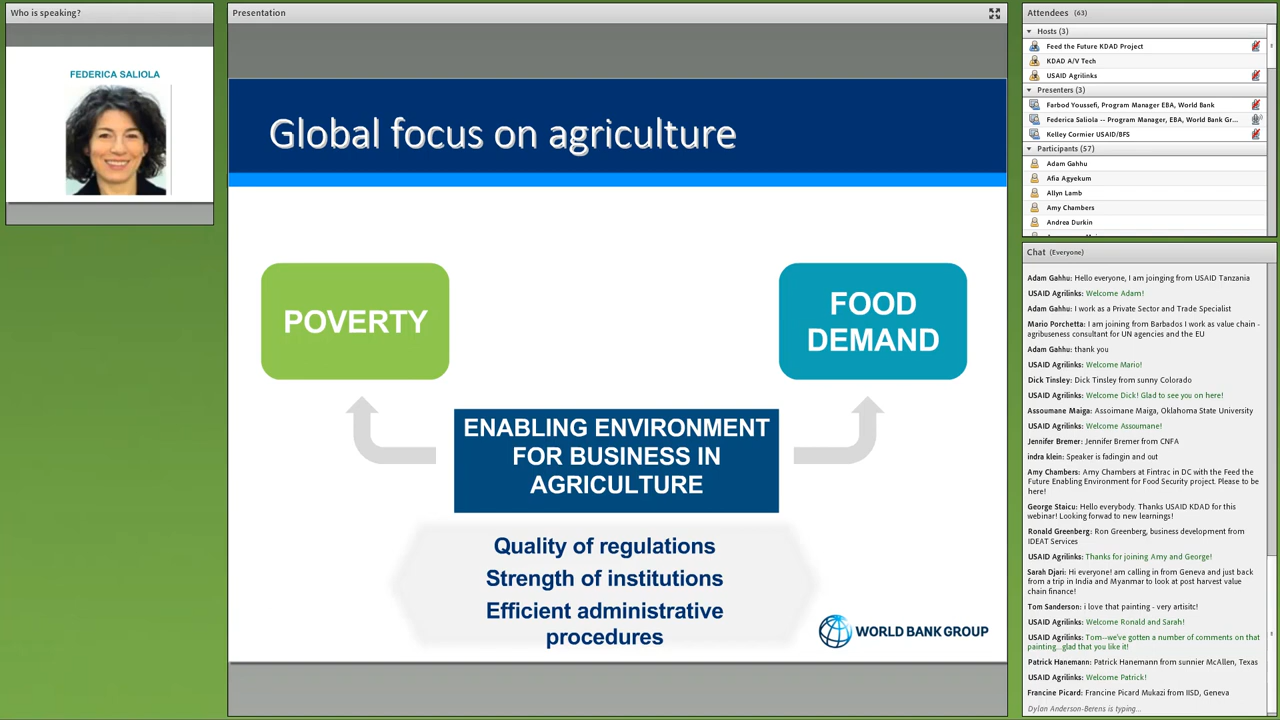 Who is speaking?
FEDERICA SALIOLA
Presentation
Global focus on agriculture
POVERTY
FOOD
DEMAND
ENABLING ENVIRONMENT
FOR BUSINESS IN
AGRICULTURE
Quality of regulations
Strength of institutions
Efficient administrative
procedures
WORLD BANK GROUP
Attendees (63)
Hosts (3)
Feed the Future KDAD Project
KDAD A/V Tech
USAID Agrilinks
Presenters (3)
Farbod Youssefi, Program Manager EBA, World Bank
Federica Saliola -- Program Manager, EBA, World Bank Gr...
Kelley Cormier USAID/BFS
Participants (57)
Adam Gahhu
Afia Agyekum
Allyn Lamb
Amy Chambers
Andrea Durkin
Chat (Everyone)
Adam Gahhu: Hello everyone, I am joinging from USAID Tanzania
USAID Agrilinks: Welcome Adam!
Adam Gahhu: I work as a Private Sector and Trade Specialist
Mario Porchetta: I am joining from Barbados I work as value chain -
agribuseness consultant for UN agencies and the EU
Adam Gahhu: thank you
USAID Agrilinks: Welcome Mario!
Dick Tinsley: Dick Tinsley from sunny Colorado
USAID Agrilinks: Welcome Dick! Glad to see you on here!
Assoumane Maiga: Assoimane Maiga, Oklahoma State University
USAID Agrilinks: Welcome Assoumane!
Jennifer Bremer: Jennifer Bremer from CNFA
indra klein: Speaker is fadingin and out
Amy Chambers: Amy Chambers at Fintrac in DC with the Feed the
Future Enabling Environment for Food Security project. Please to be
here!
George Staicu: Hello everybody. Thanks USAID KDAD for this
webinar! Looking forwad to new learnings!
Ronald Greenberg: Ron Greenberg, business development from
IDEAT Services
USAID Agrilinks: Thanks for joining Amy and George!
Sarah Djari: Hi everyone! am calling in from Geneva and just back
from a trip in India and Myanmar to look at post harvest value
chain finance!
Tom Sanderson: i love that painting - very artisitc!
USAID Agrilinks: Welcome Ronald and Sarah!
USAID Agrilinks: Tom--we've gotten a number of comments on that
painting...glad that you like it!
Patrick Hanemann: Patrick Hanemann from sunnier McAllen, Texas
USAID Agrilinks: Welcome Patrick!
Francine Picard: Francine Picard Mukazi from IISD, Geneva
Dylan Anderson-Berens is typing...